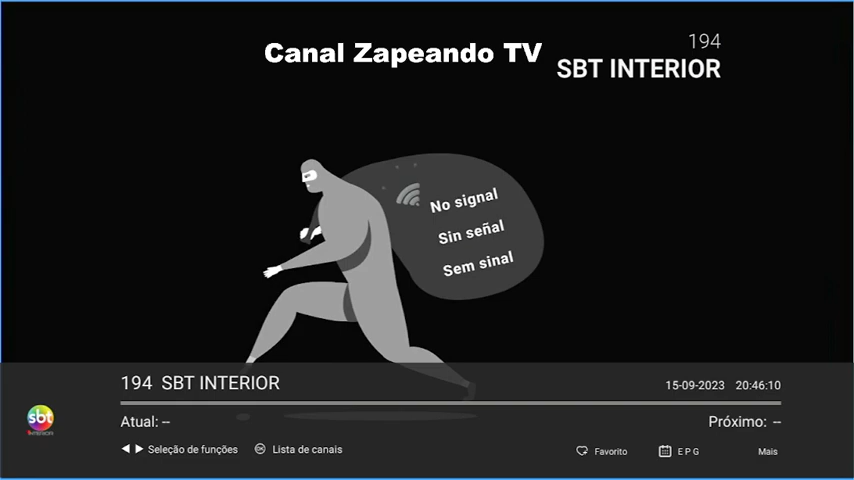 Canal Zapeando TV
194
SBT INTERIOR
No signal
Sin señal
Sem sinal
194 SBT INTERIOR
15-09-2023 20:46:10
sbt
INTERIOR
Atual: --
Próximo: --
Seleção de funções
OK Lista de canais
Favorito
E P G
Mais